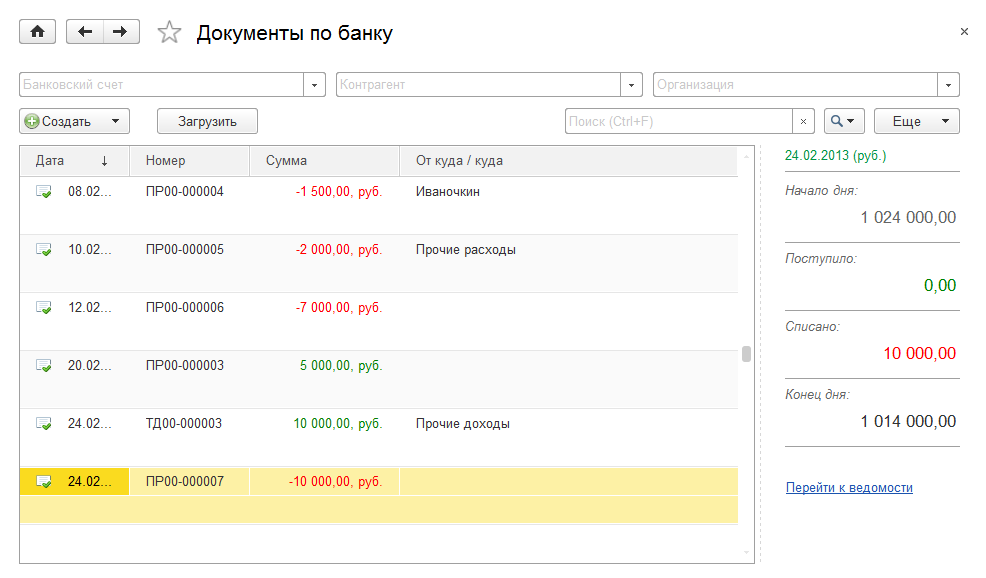 Документы по банку
Банковский счет Контрагент Организация
Создать Загрузить Поиск (Ctrl+F) Еще
Дата ↓ Номер Сумма От куда / куда
08.02... ПР00-000004 -1 500,00, руб. Иваночкин
10.02... ПР00-000005 -2 000,00, руб. Прочие расходы
12.02... ПР00-000006 -7 000,00, руб.
20.02... ПР00-000003 5 000,00, руб.
24.02... ТД00-000003 10 000,00, руб. Прочие доходы
24.02... ПР00-000007 -10 000,00, руб.
24.02.2013 (руб.)
Начало дня:
1 024 000,00
Поступило:
0,00
Списано:
10 000,00
Конец дня:
1 014 000,00
Перейти к ведомости